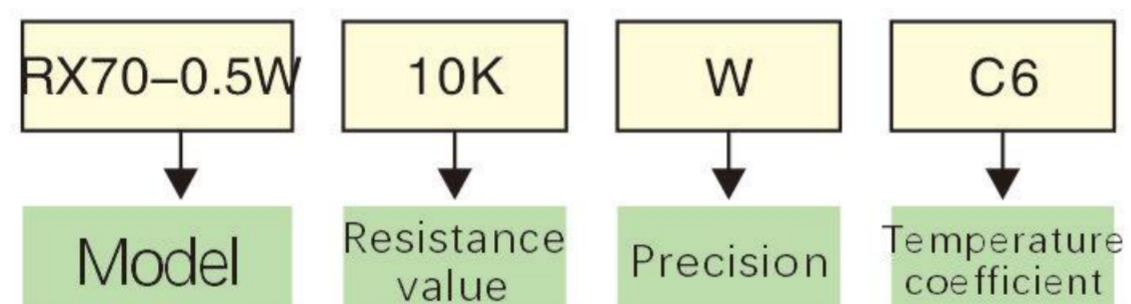 RX70–0.5W 10K W C6
Model
Resistance
value
Precision
Temperature
coefficient